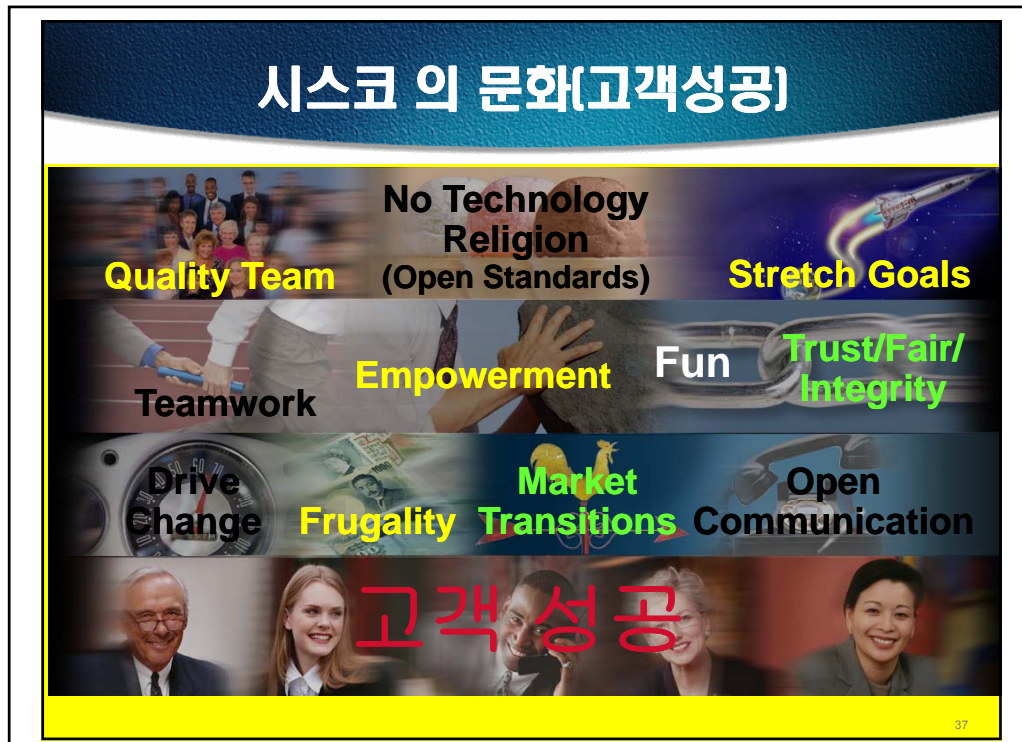 시스코 의 문화(고객성공)
No Technology
Religion
(Open Standards)
Quality Team
Stretch Goals
Teamwork
Empowerment
Fun
Trust/Fair/
Integrity
Drive
Change
Frugality
Market
Transitions
Open
Communication
고객 성공
37